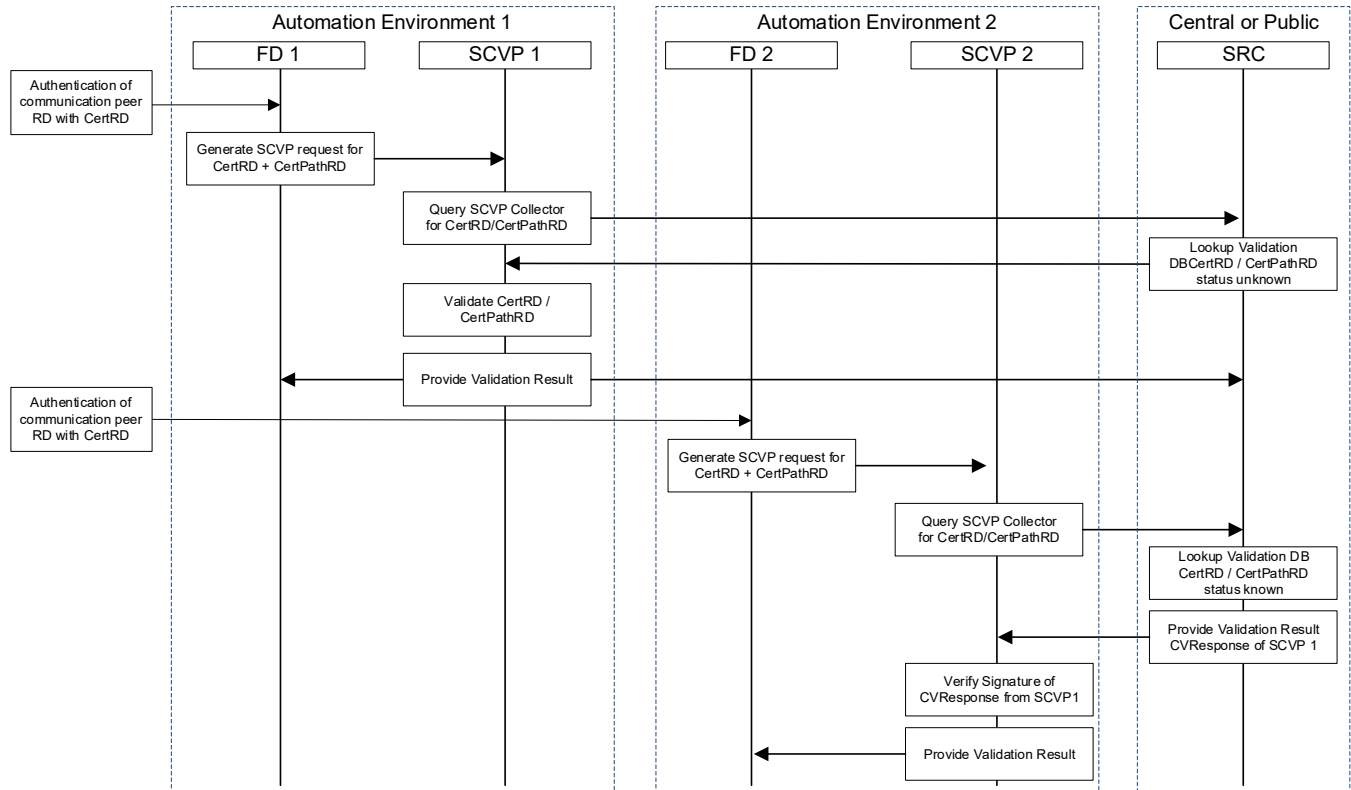 Automation Environment 1
Automation Environment 2
Central or Public
FD 1
SCVP 1
FD 2
SCVP 2
SRC
Authentication of
communication peer
RD with CertRD
Generate SCVP request for
CertRD + CertPathRD
Query SCVP Collector
for CertRD/CertPathRD
Lookup Validation
DBCertRD / CertPathRD
status unknown
Validate CertRD /
CertPathRD
Provide Validation Result
Authentication of
communication peer
RD with CertRD
Generate SCVP request for
CertRD + CertPathRD
Query SCVP Collector
for CertRD/CertPathRD
Lookup Validation DB
CertRD / CertPathRD
status known
Provide Validation Result
CVResponse of SCVP 1
Verify Signature of
CVResponse from SCVP1
Provide Validation Result